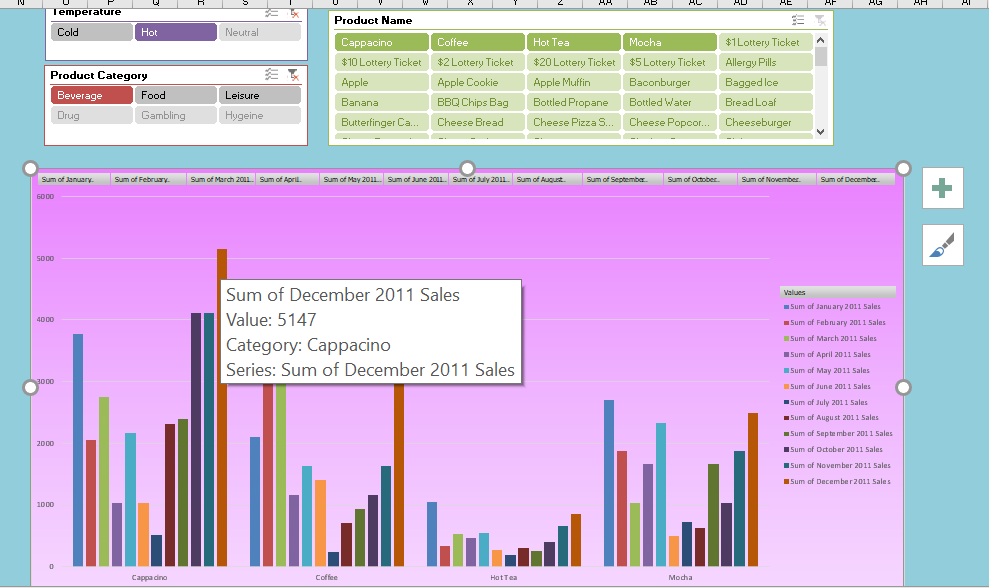 N O P Q R S T U V W X Y Z AA AB AC AD AE AF AG AH AI
Temperature
Cold Hot Neutral
Product Category
Beverage Food Leisure
Drug Gambling Hygeine
Product Name
Cappacino Coffee Hot Tea Mocha $1 Lottery Ticket
$10 Lottery Ticket $2 Lottery Ticket $20 Lottery Ticket $5 Lottery Ticket Allergy Pills
Apple Apple Cookie Apple Muffin Baconburger Bagged Ice
Banana BBQ Chips Bag Bottled Propane Bottled Water Bread Loaf
Butterfinger Ca... Cheese Bread Cheese Pizza S... Cheese Popcor... Cheeseburger
Sum of January.. Sum of February.. Sum of March 2011.. Sum of April.. Sum of May 2011.. Sum of June 2011.. Sum of July 2011.. Sum of August.. Sum of September.. Sum of October.. Sum of November.. Sum of December..
6000
5000
4000
3000
2000
1000
0
Sum of December 2011 Sales
Value: 5147
Category: Cappacino
Series: Sum of December 2011 Sales
Cappacino Coffee Hot Tea Mocha
Values
Sum of January 2011 Sales
Sum of February 2011 Sales
Sum of March 2011 Sales
Sum of April 2011 Sales
Sum of May 2011 Sales
Sum of June 2011 Sales
Sum of July 2011 Sales
Sum of August 2011 Sales
Sum of September 2011 Sales
Sum of October 2011 Sales
Sum of November 2011 Sales
Sum of December 2011 Sales